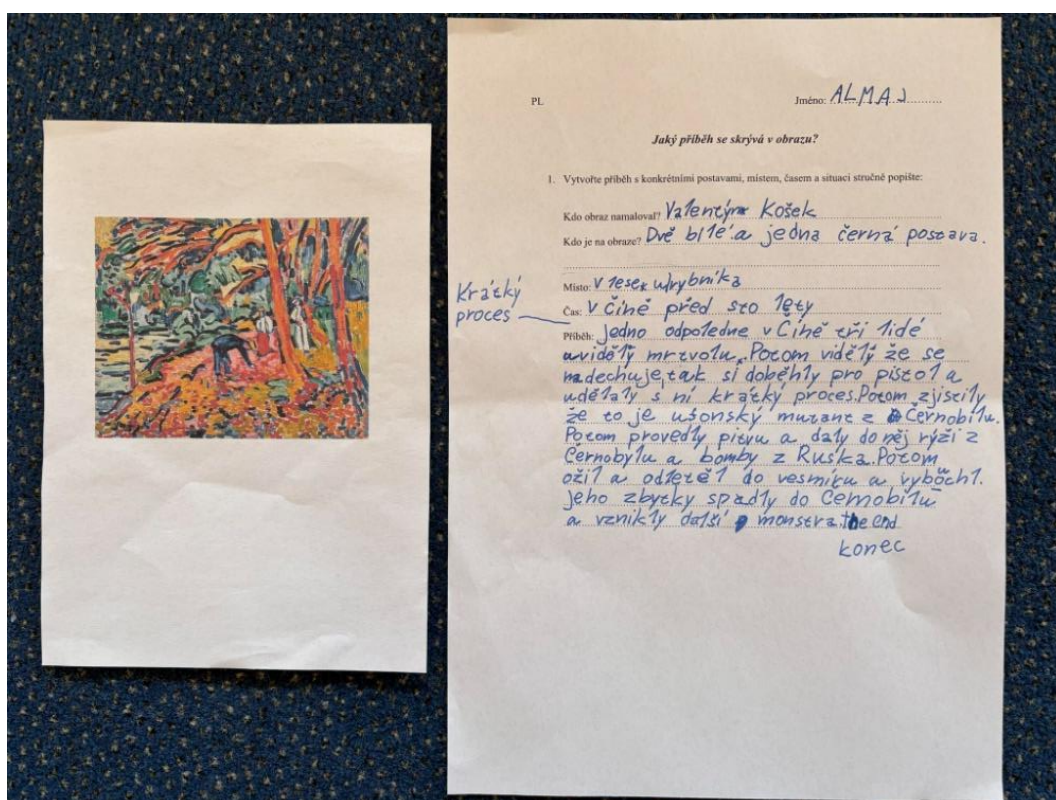 PL
Jméno: ALMA J
Jaký příběh se skrývá v obrazu?
1. Vytvořte příběh s konkrétními postavami, místem, časem a situaci stručně popište:
Kdo obraz namaloval? Valentýn Košek
Kdo je na obraze? Dvě bílé a jedna černá postava.
Místo: V lese u rybníka
Čas: V Číně před sto lety
Krátký
proces
Příběh: Jedno odpoledne v Číně tři lidé
uviděly mrtvolu. Potom viděly že se
nadechuje, tak si doběhly pro pistol a
udělaly s ní krátký proces. Potom zjistily
že to je ušonský mutant z Černobilu.
Potom provedly pitvu a daly do něj rýži z
Černobylu a bomby z Ruska. Potom
ožil a odletěl do vesmíru a vyböchl.
Jeho zbytky spadly do Černobilu
a vznikly další monstra. the end
konec